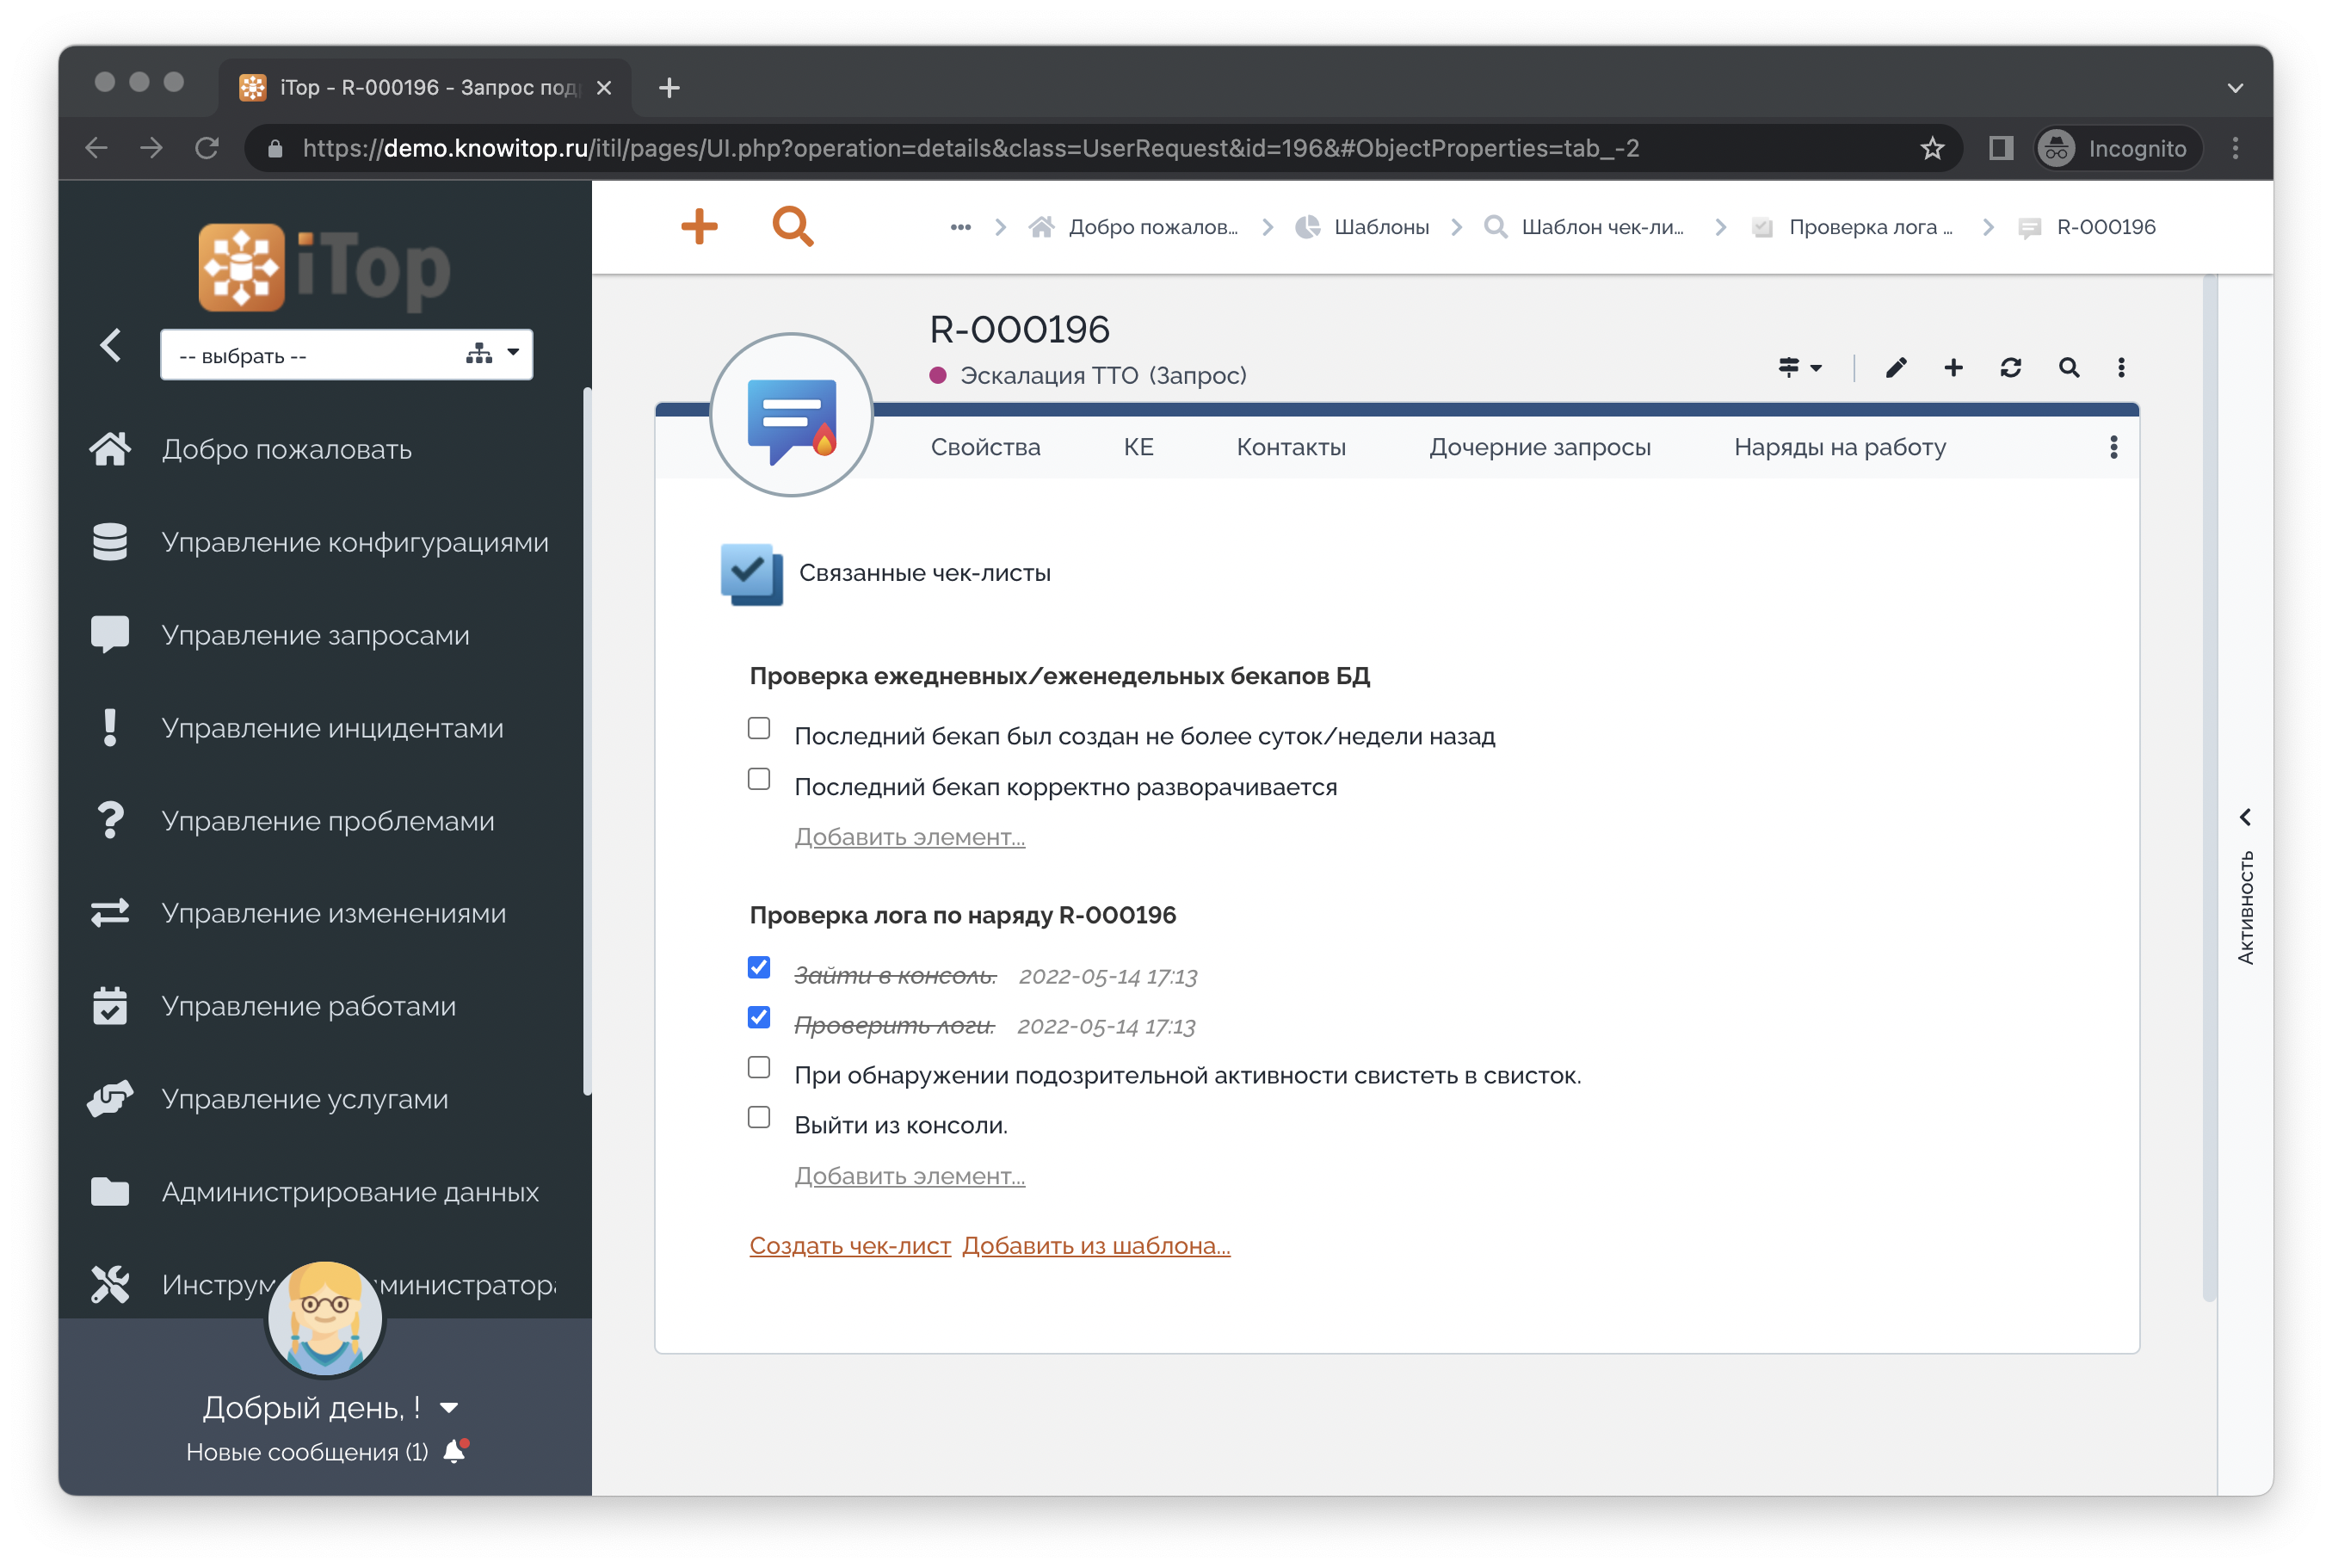 iTop - R-000196 - Запрос под
https://demo.knowitop.ru/itil/pages/UI.php?operation=details&class=UserRequest&id=196&#ObjectProperties=tab_-2
Incognito
iTop
-- выбрать --
Добро пожаловать
Управление конфигурациями
Управление запросами
Управление инцидентами
Управление проблемами
Управление изменениями
Управление работами
Управление услугами
Администрирование данных
Инструм министратора
Добрый день, !
Новые сообщения (1)
... Добро пожалов... Шаблоны Шаблон чек-ли... Проверка лога ... R-000196
R-000196
Эскалация ТТО (Запрос)
Свойства КЕ Контакты Дочерние запросы Наряды на работу
Связанные чек-листы
Проверка ежедневных/еженедельных бекапов БД
Последний бекап был создан не более суток/недели назад
Последний бекап корректно разворачивается
Добавить элемент...
Проверка лога по наряду R-000196
Зайти в консоль. 2022-05-14 17:13
Проверить логи. 2022-05-14 17:13
При обнаружении подозрительной активности свистеть в свисток.
Выйти из консоли.
Добавить элемент...
Создать чек-лист Добавить из шаблона...
Активность